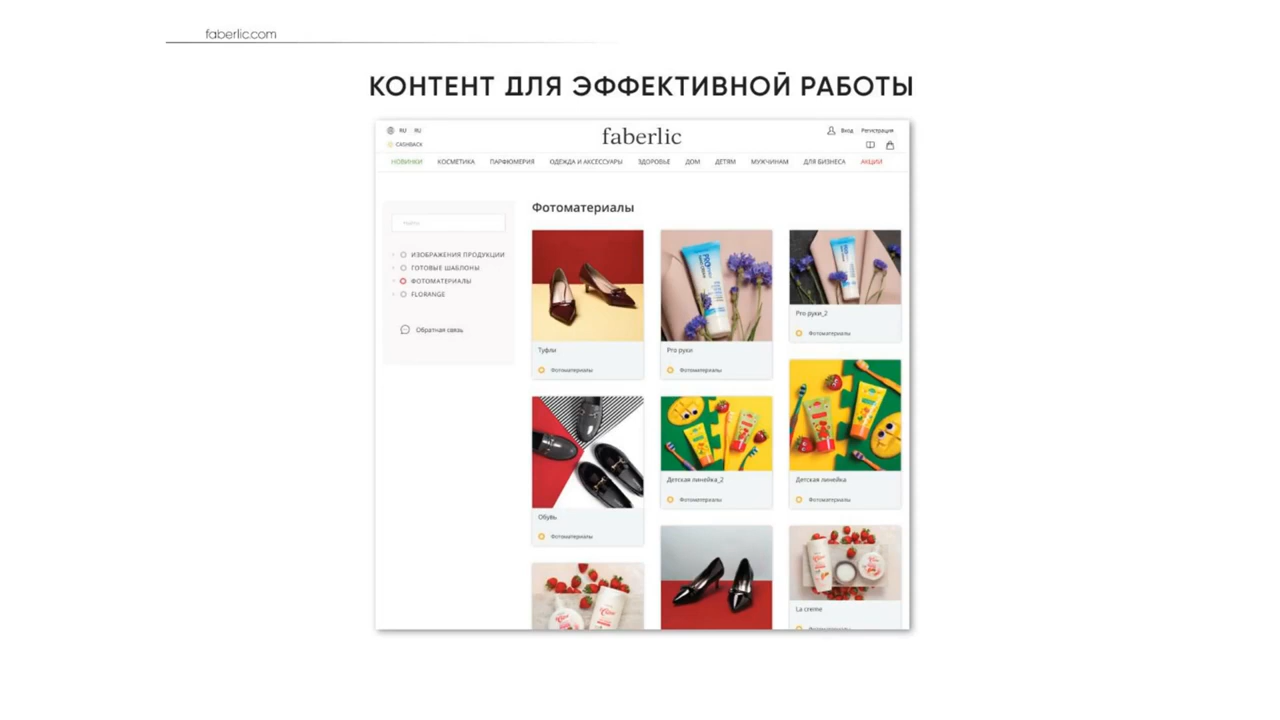 faberlic.com
КОНТЕНТ ДЛЯ ЭФФЕКТИВНОЙ РАБОТЫ
RU RU
faberlic
Вход Регистрация
CASHBACK
НОВИНКИ КОСМЕТИКА ПАРФЮМЕРИЯ ОДЕЖДА И АКСЕССУАРЫ ЗДОРОВЬЕ ДОМ ДЕТЯМ МУЖЧИНАМ ДЛЯ БИЗНЕСА АКЦИИ
Фотоматериалы
ИЗОБРАЖЕНИЯ ПРОДУКЦИИ
ГОТОВЫЕ ШАБЛОНЫ
ФОТОМАТЕРИАЛЫ
FLORANGE
Обратная связь
Туфли
Фотоматериалы
Pro руки
Фотоматериалы
Pro руки_2
Фотоматериалы
Обувь
Фотоматериалы
Детская линейка_2
Фотоматериалы
Детская линейка
Фотоматериалы
La creme